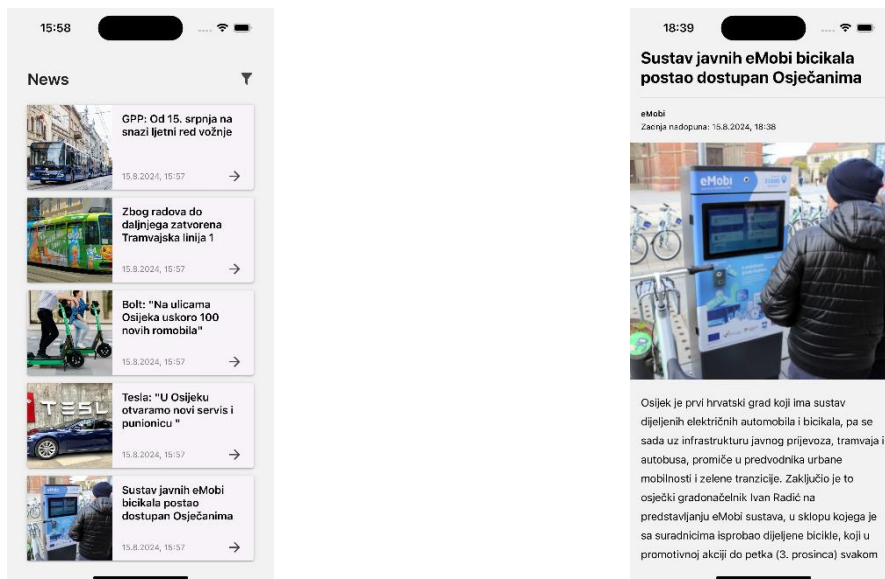 15:58
News
GPP: Od 15. srpnja na
snazi ljetni red vožnje
15.8.2024, 15:57
Zbog radova do
daljnjega zatvorena
Tramvajska linija 1
15.8.2024, 15:57
Bolt: "Na ulicama
Osijeka uskoro 100
novih romobila"
15.8.2024, 15:57
TESL
Tesla: "U Osijeku
otvaramo novi servis i
punionicu "
15.8.2024, 15:57
Sustav javnih eMobi
bicikala postao
dostupan Osječanima
15.8.2024, 15:57
18:39
Sustav javnih eMobi bicikala
postao dostupan Osječanima
eMobi
Zadnja nadopuna: 15.8.2024, 18:38
eMobi
Osijek je prvi hrvatski grad koji ima sustav
dijeljenih električnih automobila i bicikala, pa se
sada uz infrastrukturu javnog prijevoza, tramvaja i
autobusa, promiče u predvodnika urbane
mobilnosti i zelene tranzicije. Zaključio je to
osječki gradonačelnik Ivan Radić na
predstavljanju eMobi sustava, u sklopu kojega je
sa suradnicima isprobao dijeljene bicikle, koji u
promotivnoj akciji do petka (3. prosinca) svakom